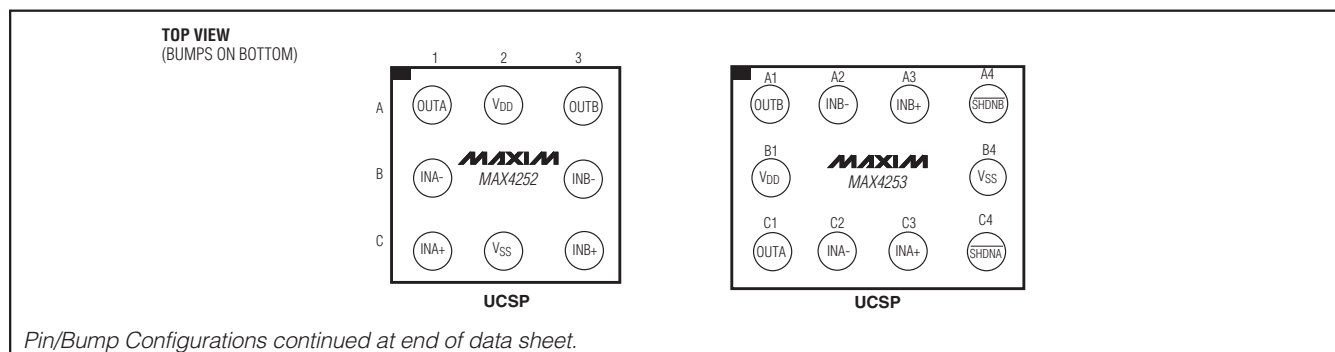 TOP VIEW
(BUMPS ON BOTTOM)
1 2 3
A OUTA VDD OUTB
B INA- INB-
MAXIM
MAX4252
C INA+ VSS INB+
UCSP
A1 A2 A3 A4
OUTB INB- INB+ SHDNB
B1 B4
VDD VSS
MAXIM
MAX4253
C1 C2 C3 C4
OUTA INA- INA+ SHDNA
UCSP
Pin/Bump Configurations continued at end of data sheet.